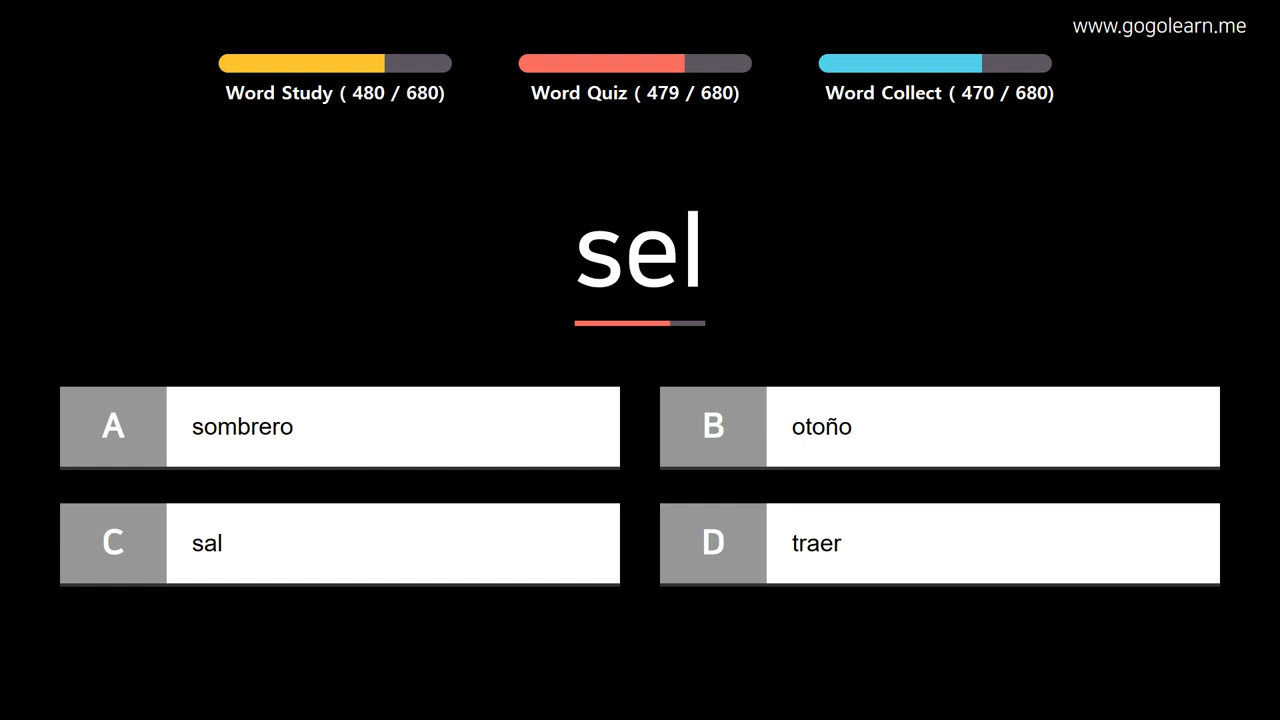 www.gogolearn.me
Word Study ( 480 / 680)
Word Quiz ( 479 / 680)
Word Collect ( 470 / 680)
sel
A sombrero
B otoño
C sal
D traer